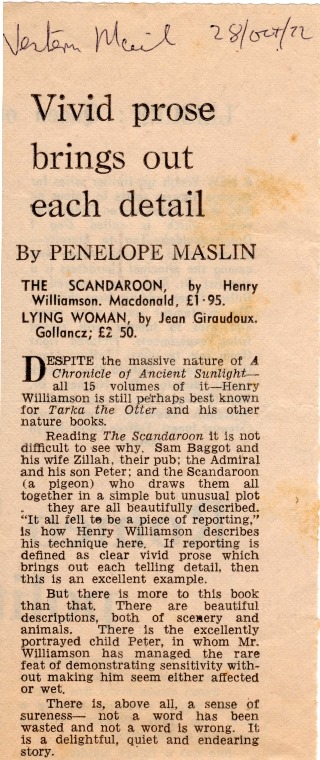 Western Mail 28/Oct/72
Vivid prose
brings out
each detail
By PENELOPE MASLIN
THE SCANDAROON, by Henry
Williamson. Macdonald, £1·95.
LYING WOMAN, by Jean Giraudoux.
Gollancz; £2 50.
DESPITE the massive nature of A
Chronicle of Ancient Sunlight—
all 15 volumes of it—Henry
Williamson is still perhaps best known
for Tarka the Otter and his other
nature books.
Reading The Scandaroon it is not
difficult to see why. Sam Baggot and
his wife Zillah, their pub; the Admiral
and his son Peter; and the Scandaroon
(a pigeon) who draws them all
together in a simple but unusual plot
. they are all beautifully described.
"It all fell to be a piece of reporting,"
is how Henry Williamson describes
his technique here. If reporting is
defined as clear vivid prose which
brings out each telling detail, then
this is an excellent example.
But there is more to this book
than that. There are beautiful
descriptions, both of scenery and
animals. There is the excellently
portrayed child Peter, in whom Mr.
Williamson has managed the rare
feat of demonstrating sensitivity with-
out making him seem either affected
or wet.
There is, above all, a sense of
sureness— not a word has been
wasted and not a word is wrong. It
is a delightful, quiet and endearing
story.